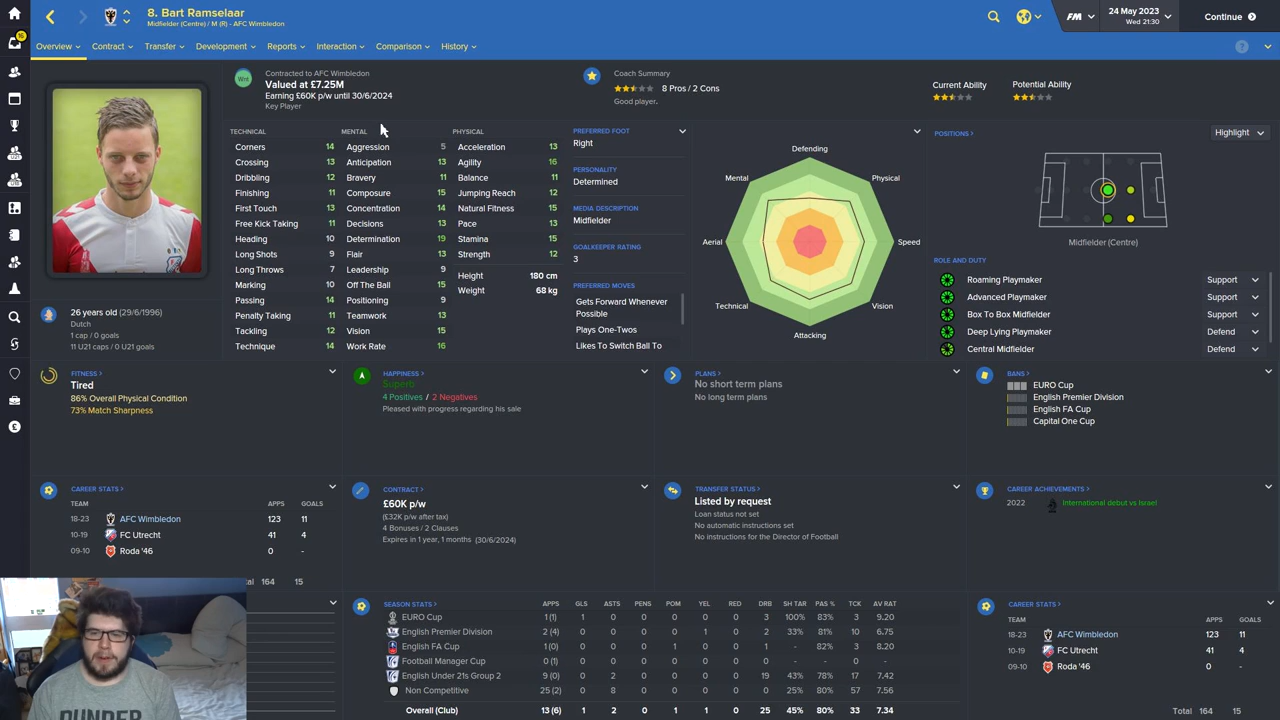 8. Bart Ramselaar
Midfielder (Centre) / M (R) - AFC Wimbledon
FM
24 May 2023
Wed 21:30
Continue
16
Overview
Contract
Transfer
Development
Reports
Interaction
Comparison
History
?
Wnt
Contracted to AFC Wimbledon
Valued at £7.25M
Earning £60K p/w until 30/6/2024
Key Player
Coach Summary
8 Pros / 2 Cons
Good player.
Current Ability
Potential Ability
TECHNICAL
Corners 14
Crossing 13
Dribbling 12
Finishing 11
First Touch 13
Free Kick Taking 11
Heading 10
Long Shots 9
Long Throws 7
Marking 10
Passing 14
Penalty Taking 11
Tackling 12
Technique 14
MENTAL
Aggression 5
Anticipation 13
Bravery 11
Composure 15
Concentration 14
Decisions 13
Determination 19
Flair 13
Leadership 9
Off The Ball 15
Positioning 9
Teamwork 13
Vision 15
Work Rate 16
PHYSICAL
Acceleration 13
Agility 16
Balance 11
Jumping Reach 12
Natural Fitness 15
Pace 13
Stamina 15
Strength 12
Height 180 cm
Weight 68 kg
PREFERRED FOOT
Right
PERSONALITY
Determined
MEDIA DESCRIPTION
Midfielder
GOALKEEPER RATING
3
PREFERRED MOVES
Gets Forward Whenever
Possible
Plays One-Twos
Likes To Switch Ball To
Defending
Mental
Physical
Aerial
Speed
Technical
Vision
Attacking
POSITIONS
Highlight
Midfielder (Centre)
ROLE AND DUTY
Roaming Playmaker Support
Advanced Playmaker Support
Box To Box Midfielder Support
Deep Lying Playmaker Defend
Central Midfielder Defend
26 years old (29/6/1996)
Dutch
1 cap / 0 goals
11 U21 caps / 0 U21 goals
FITNESS >
Tired
86% Overall Physical Condition
73% Match Sharpness
HAPPINESS >
Superb
4 Positives / 2 Negatives
Pleased with progress regarding his sale
PLANS >
No short term plans
No long term plans
BANS >
EURO Cup
English Premier Division
English FA Cup
Capital One Cup
CAREER STATS >
TEAM APPS GOALS
18-23 AFC Wimbledon 123 11
10-19 FC Utrecht 41 4
09-10 Roda '46 0 -
164 15
CONTRACT >
£60K p/w
(£32K p/w after tax)
4 Bonuses / 2 Clauses
Expires in 1 year, 1 months (30/6/2024)
TRANSFER STATUS >
Listed by request
Loan status not set
No automatic instructions set
No instructions for the Director of Football
CAREER ACHIEVEMENTS >
2022 International debut vs Israel
SEASON STATS > APPS GLS ASTS PENS POM YEL RED DRB SH TAR PAS % TCK AV RAT
EURO Cup 1 (1) 1 0 0 0 0 0 3 100% 83% 3 9.20
English Premier Division 2 (4) 0 0 0 0 1 0 2 33% 81% 10 6.75
English FA Cup 1 (0) 0 0 0 1 0 0 1 - 82% 3 8.20
Football Manager Cup 0 (1) 0 0 0 0 0 0 0 - - 0 -
English Under 21s Group 2 9 (0) 0 2 0 0 0 0 19 43% 78% 17 7.42
Non Competitive 25 (2) 0 8 0 0 0 0 0 25% 80% 57 7.56
Overall (Club) 13 (6) 1 2 0 1 1 0 25 45% 80% 33 7.34
CAREER STATS >
TEAM APPS GOALS
18-23 AFC Wimbledon 123 11
10-19 FC Utrecht 41 4
09-10 Roda '46 0 -
Total 164 15
DUNDER